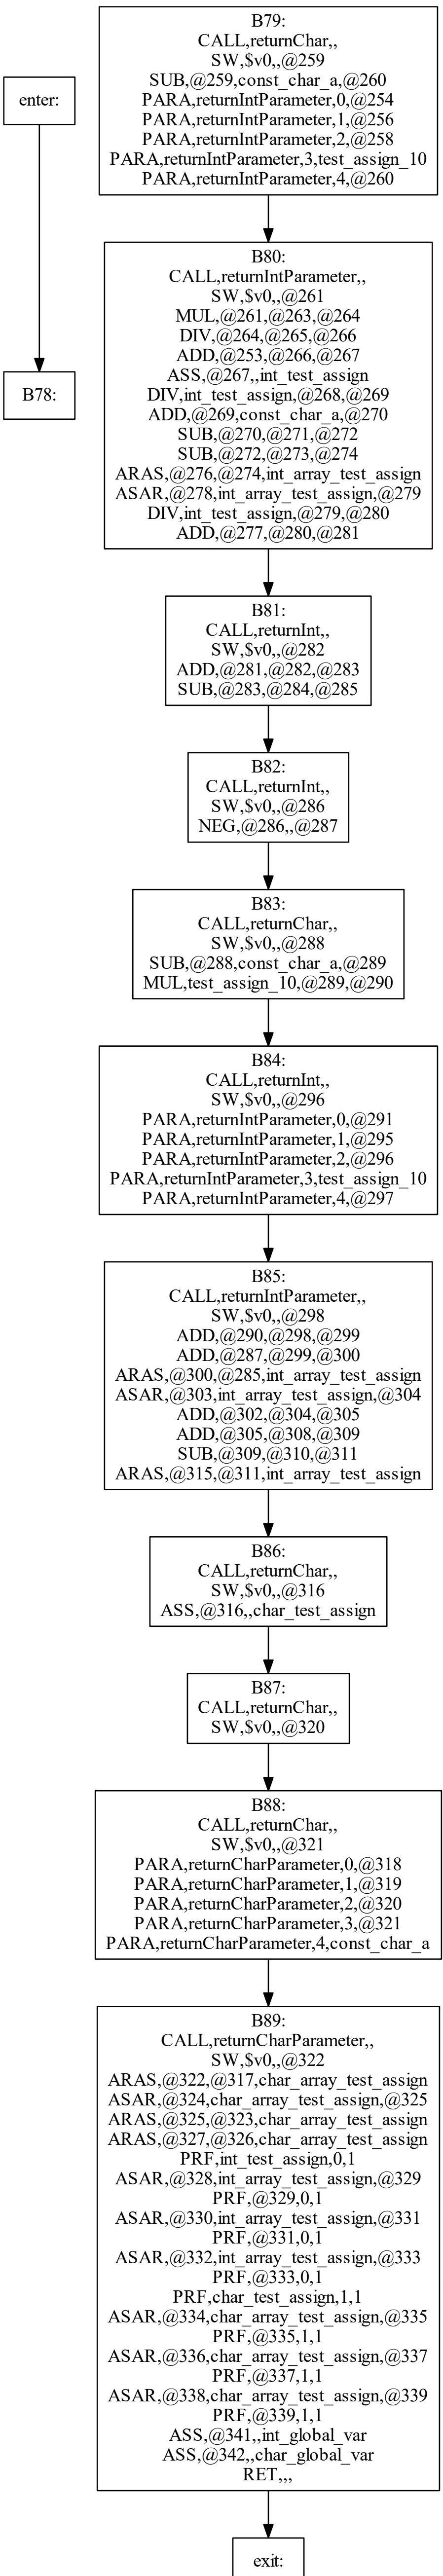 enter:
B78:
B79:
CALL,returnChar,,
SW,$v0,,@259
SUB,@259,const_char_a,@260
PARA,returnIntParameter,0,@254
PARA,returnIntParameter,1,@256
PARA,returnIntParameter,2,@258
PARA,returnIntParameter,3,test_assign_10
PARA,returnIntParameter,4,@260
B80:
CALL,returnIntParameter,,
SW,$v0,,@261
MUL,@261,@263,@264
DIV,@264,@265,@266
ADD,@253,@266,@267
ASS,@267,,int_test_assign
DIV,int_test_assign,@268,@269
ADD,@269,const_char_a,@270
SUB,@270,@271,@272
SUB,@272,@273,@274
ARAS,@276,@274,int_array_test_assign
ASAR,@278,int_array_test_assign,@279
DIV,int_test_assign,@279,@280
ADD,@277,@280,@281
B81:
CALL,returnInt,,
SW,$v0,,@282
ADD,@281,@282,@283
SUB,@283,@284,@285
B82:
CALL,returnInt,,
SW,$v0,,@286
NEG,@286,,@287
B83:
CALL,returnChar,,
SW,$v0,,@288
SUB,@288,const_char_a,@289
MUL,test_assign_10,@289,@290
B84:
CALL,returnInt,,
SW,$v0,,@296
PARA,returnIntParameter,0,@291
PARA,returnIntParameter,1,@295
PARA,returnIntParameter,2,@296
PARA,returnIntParameter,3,test_assign_10
PARA,returnIntParameter,4,@297
B85:
CALL,returnIntParameter,,
SW,$v0,,@298
ADD,@290,@298,@299
ADD,@287,@299,@300
ARAS,@300,@285,int_array_test_assign
ASAR,@303,int_array_test_assign,@304
ADD,@302,@304,@305
ADD,@305,@308,@309
SUB,@309,@310,@311
ARAS,@315,@311,int_array_test_assign
B86:
CALL,returnChar,,
SW,$v0,,@316
ASS,@316,,char_test_assign
B87:
CALL,returnChar,,
SW,$v0,,@320
B88:
CALL,returnChar,,
SW,$v0,,@321
PARA,returnCharParameter,0,@318
PARA,returnCharParameter,1,@319
PARA,returnCharParameter,2,@320
PARA,returnCharParameter,3,@321
PARA,returnCharParameter,4,const_char_a
B89:
CALL,returnCharParameter,,
SW,$v0,,@322
ARAS,@322,@317,char_array_test_assign
ASAR,@324,char_array_test_assign,@325
ARAS,@325,@323,char_array_test_assign
ARAS,@327,@326,char_array_test_assign
PRF,int_test_assign,0,1
ASAR,@328,int_array_test_assign,@329
PRF,@329,0,1
ASAR,@330,int_array_test_assign,@331
PRF,@331,0,1
ASAR,@332,int_array_test_assign,@333
PRF,@333,0,1
PRF,char_test_assign,1,1
ASAR,@334,char_array_test_assign,@335
PRF,@335,1,1
ASAR,@336,char_array_test_assign,@337
PRF,@337,1,1
ASAR,@338,char_array_test_assign,@339
PRF,@339,1,1
ASS,@341,,int_global_var
ASS,@342,,char_global_var
RET,,,
exit: